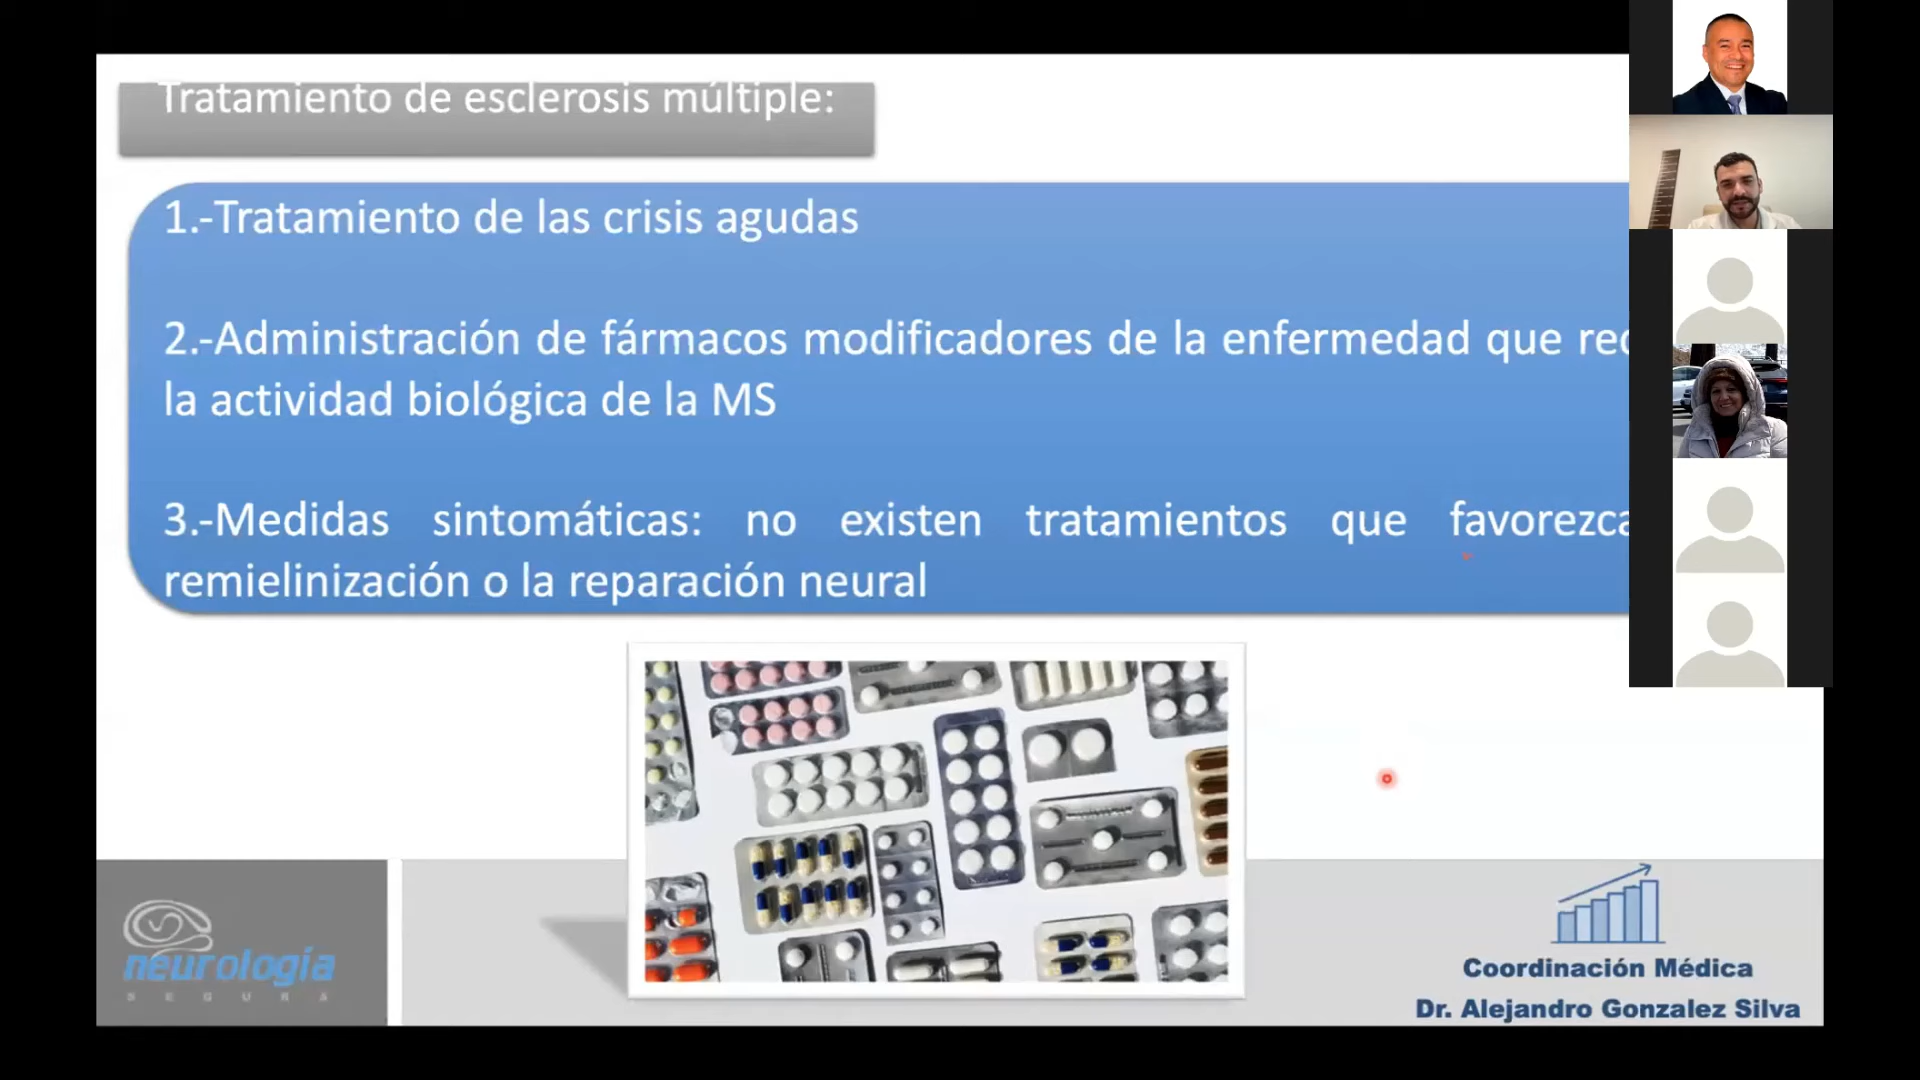 Tratamiento de esclerosis múltiple:
1.-Tratamiento de las crisis agudas
2.-Administración de fármacos modificadores de la enfermedad que
la actividad biológica de la MS
3.-Medidas sintomáticas: no existen tratamientos que
remielinización o la reparación neural
neurología
SEGURA
Coordinación Médica
Dr. Alejandro Gonzalez Silva